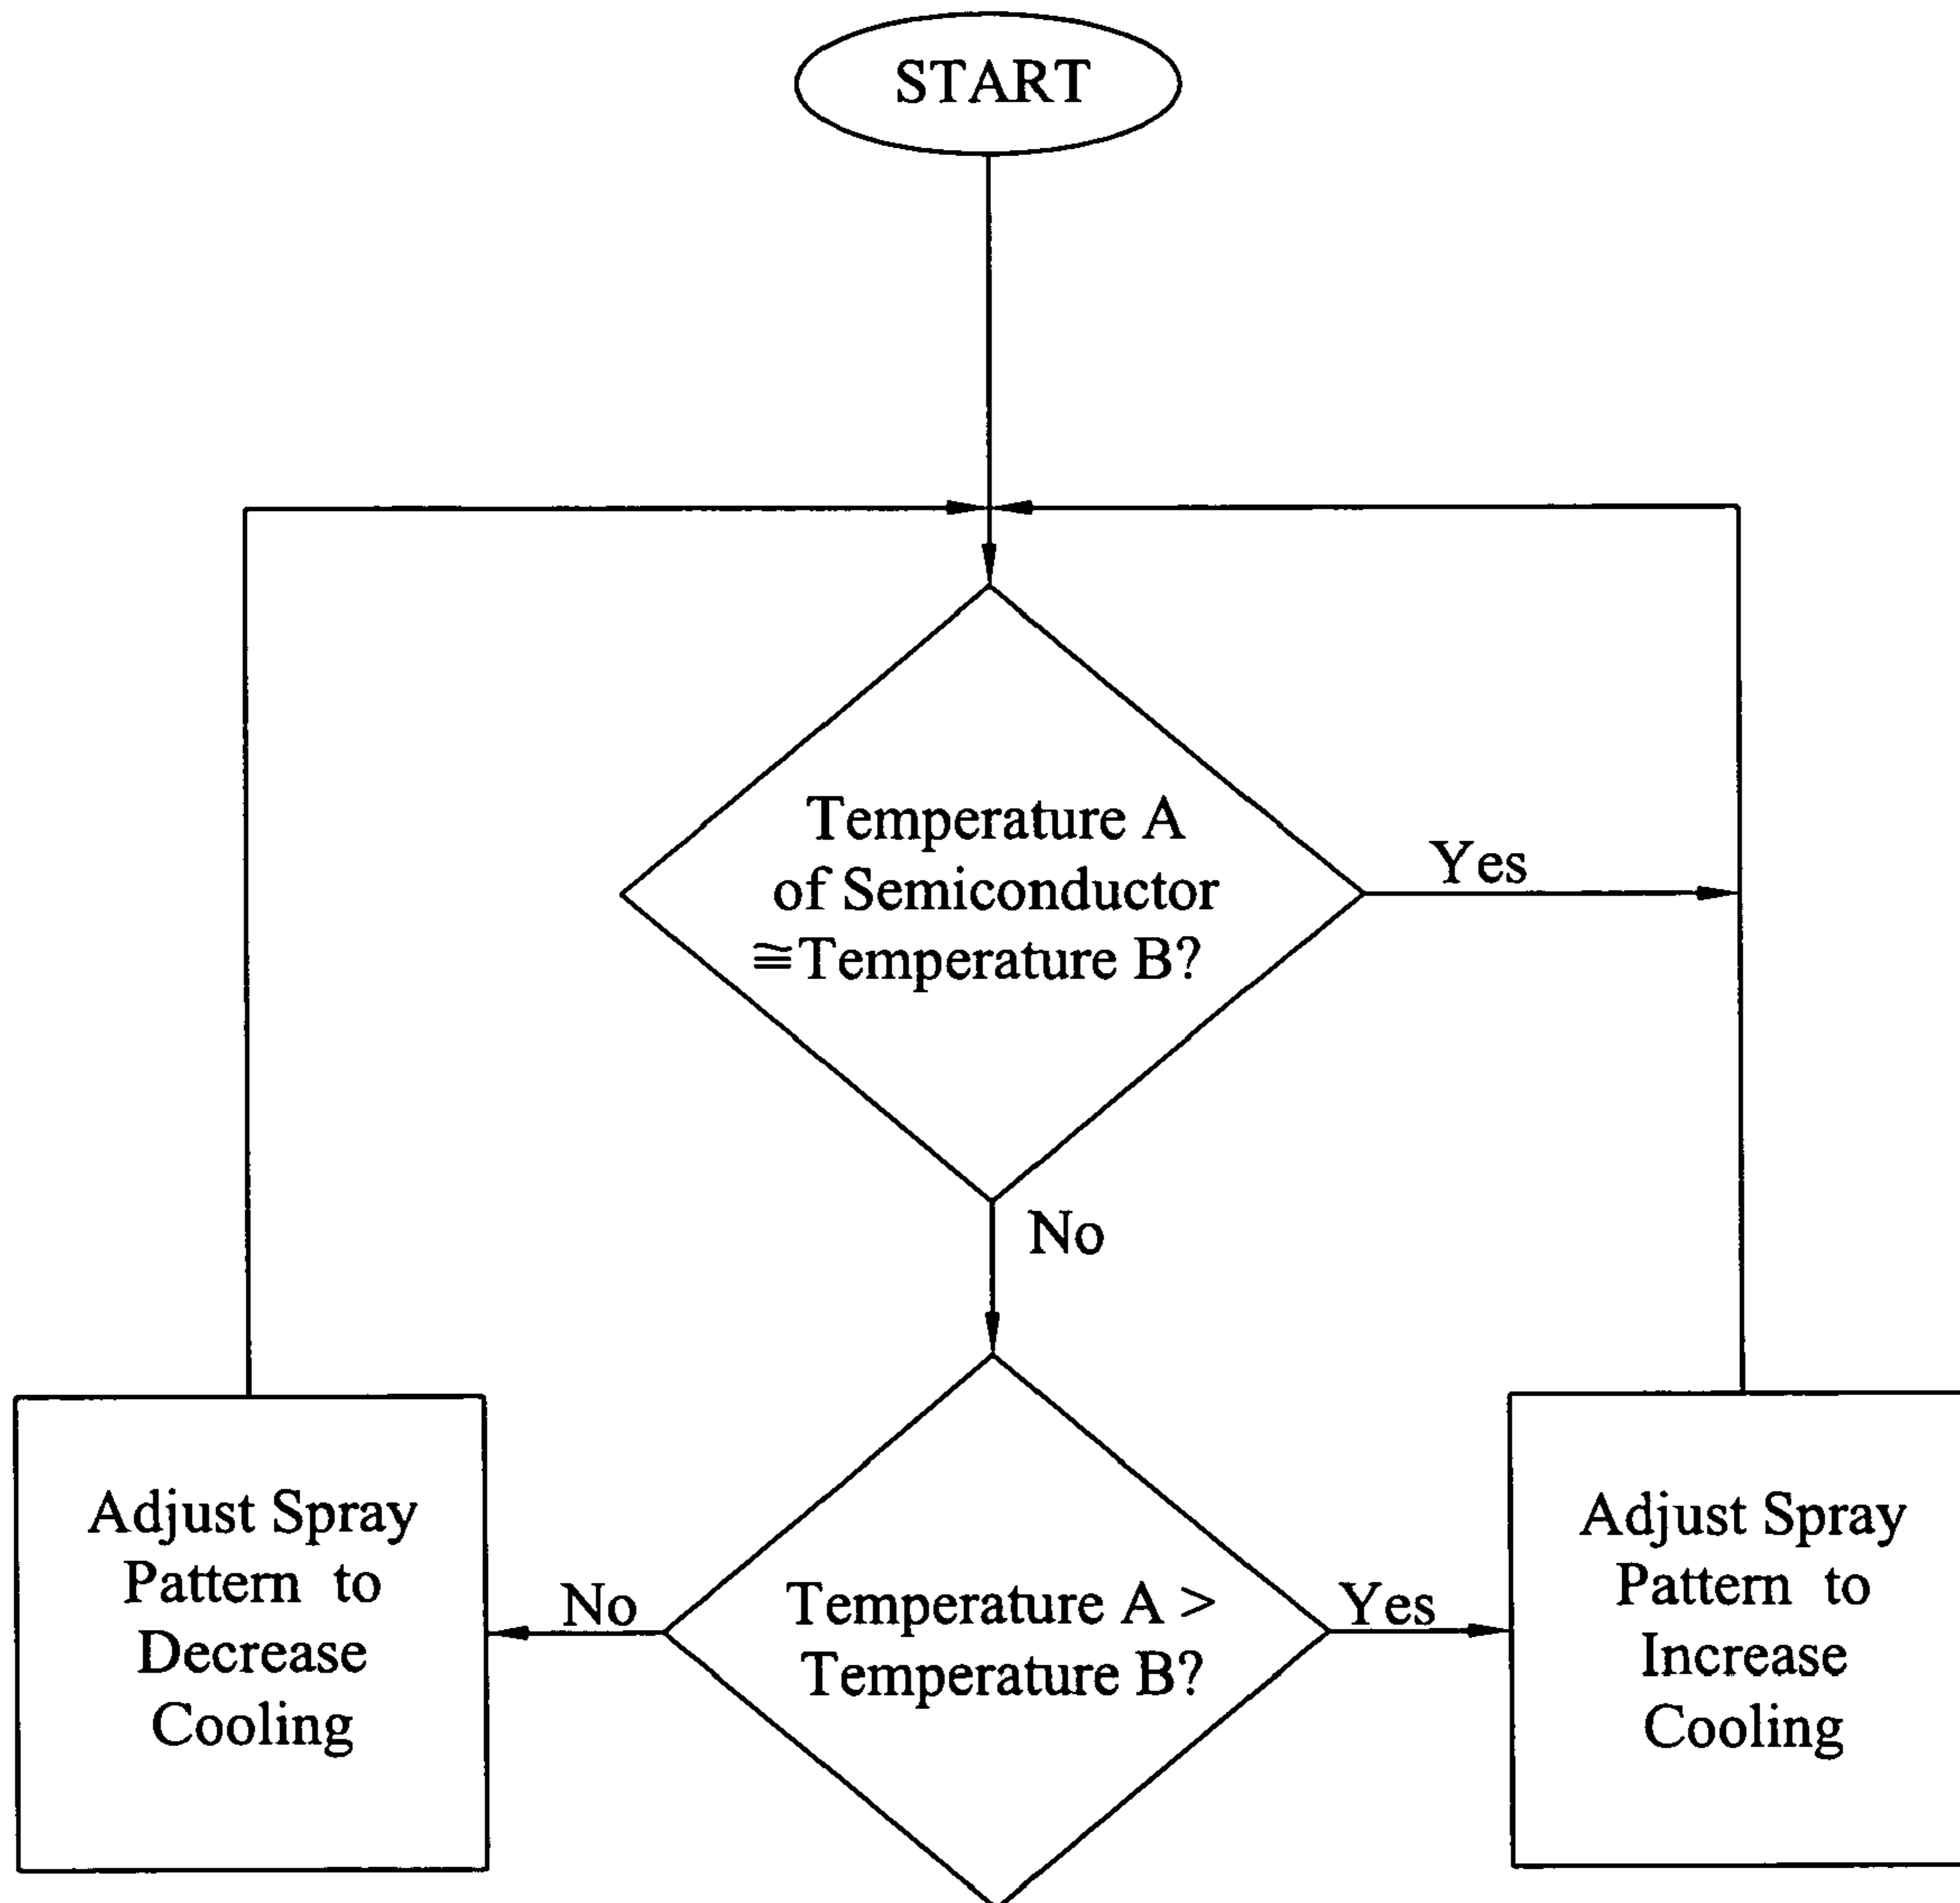 START
Temperature A
of Semiconductor
≅Temperature B?
Yes
No
Adjust Spray
Pattern to
Decrease
Cooling
No
Temperature A >
Temperature B?
Yes
Adjust Spray
Pattern to
Increase
Cooling